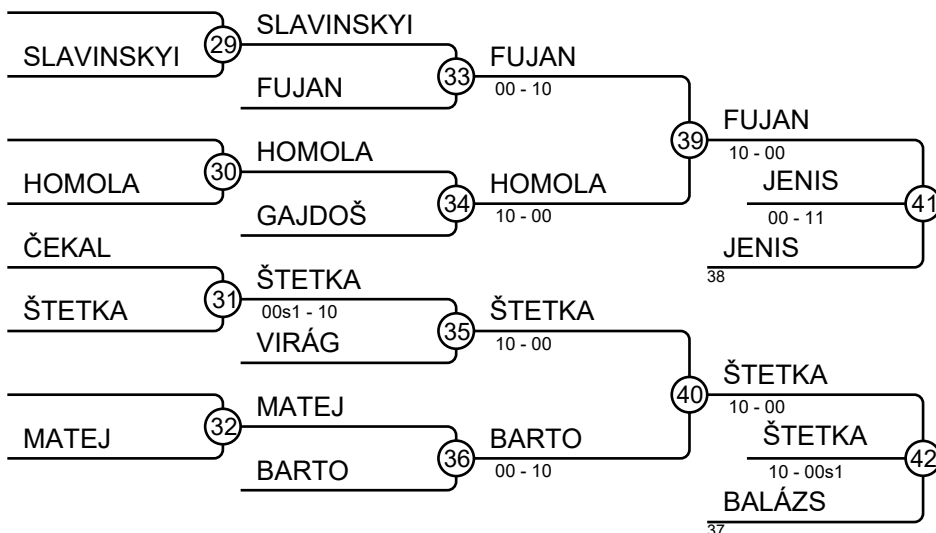 SLAVINSKYI
29
SLAVINSKYI
FUJAN
33
FUJAN
00 - 10
HOMOLA
30
HOMOLA
GAJDOŠ
34
HOMOLA
10 - 00
39
FUJAN
10 - 00
JENIS
00 - 11
41
JENIS
38
ČEKAL
ŠTETKA
31
ŠTETKA
00s1 - 10
VIRÁG
35
ŠTETKA
10 - 00
MATEJ
32
MATEJ
BARTO
36
BARTO
00 - 10
40
ŠTETKA
10 - 00
ŠTETKA
10 - 00s1
42
BALÁZS
37